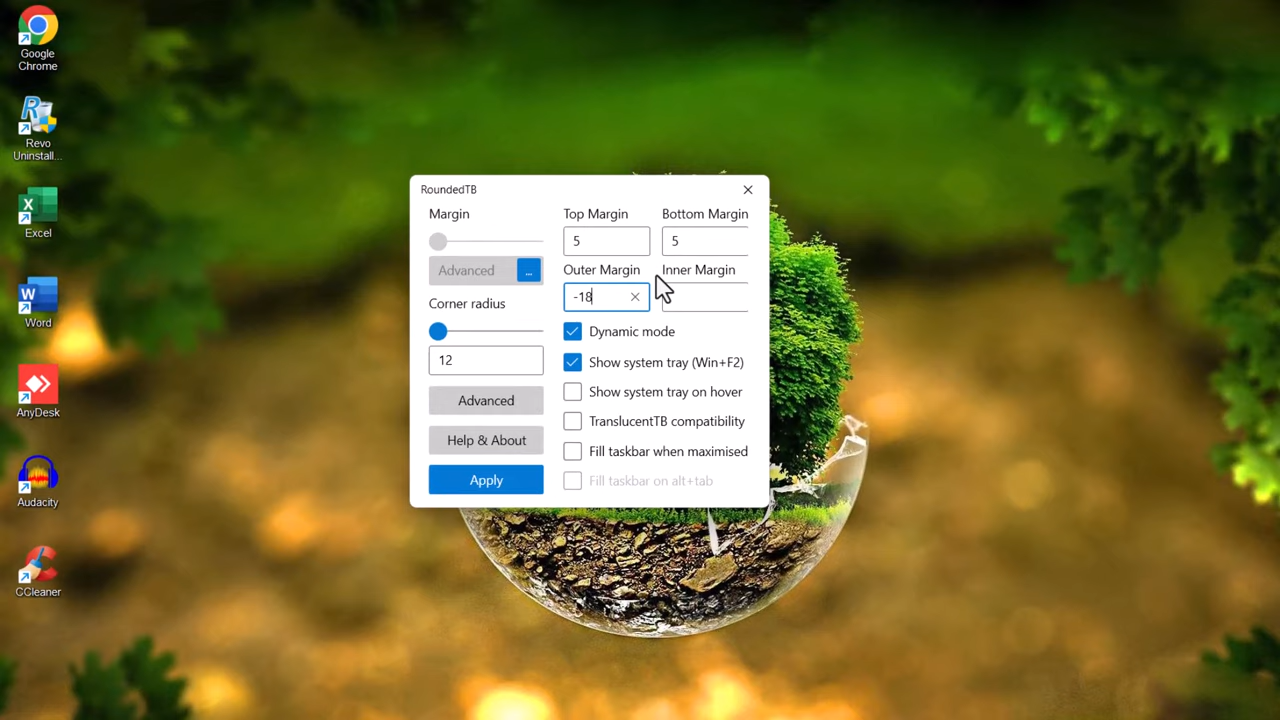 Google
Chrome
Revo
Uninstall...
Excel
Word
AnyDesk
Audacity
CCleaner
RoundedTB
Margin
Advanced
...
Corner radius
12
Advanced
Help & About
Apply
Top Margin
Bottom Margin
5
5
Outer Margin
Inner Margin
-18
Dynamic mode
Show system tray (Win+F2)
Show system tray on hover
TranslucentTB compatibility
Fill taskbar when maximised
Fill taskbar on alt+tab